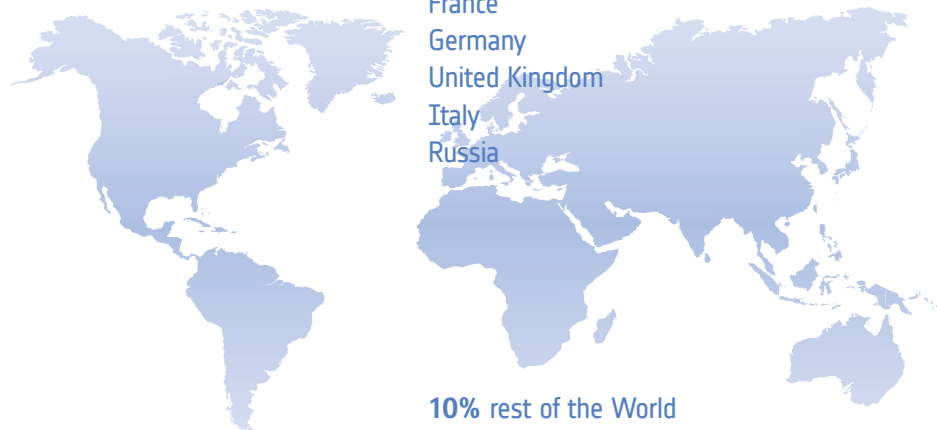 France
Germany
United Kingdom
Italy
Russia
10% rest of the World